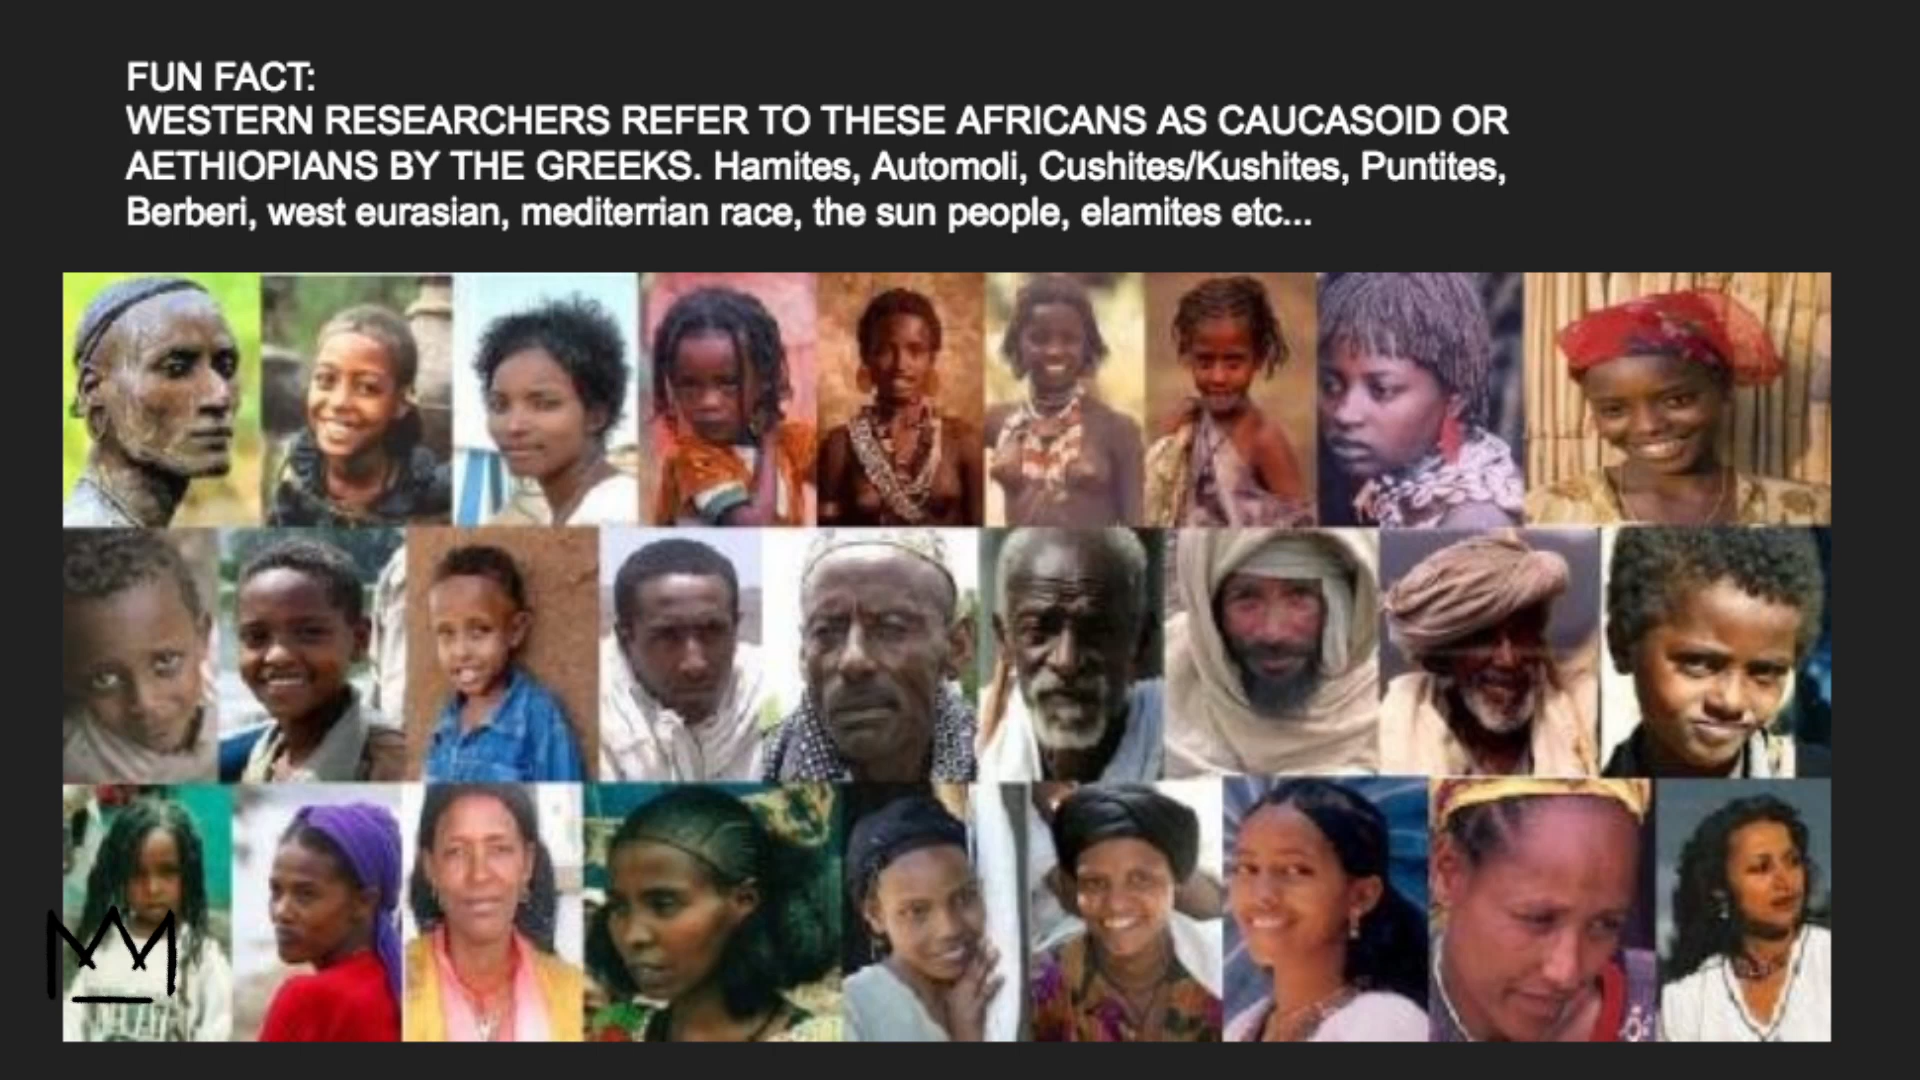 FUN FACT:
WESTERN RESEARCHERS REFER TO THESE AFRICANS AS CAUCASOID OR
AETHIOPIANS BY THE GREEKS. Hamites, Automoli, Cushites/Kushites, Puntites,
Berberi, west eurasian, mediterrian race, the sun people, elamites etc...